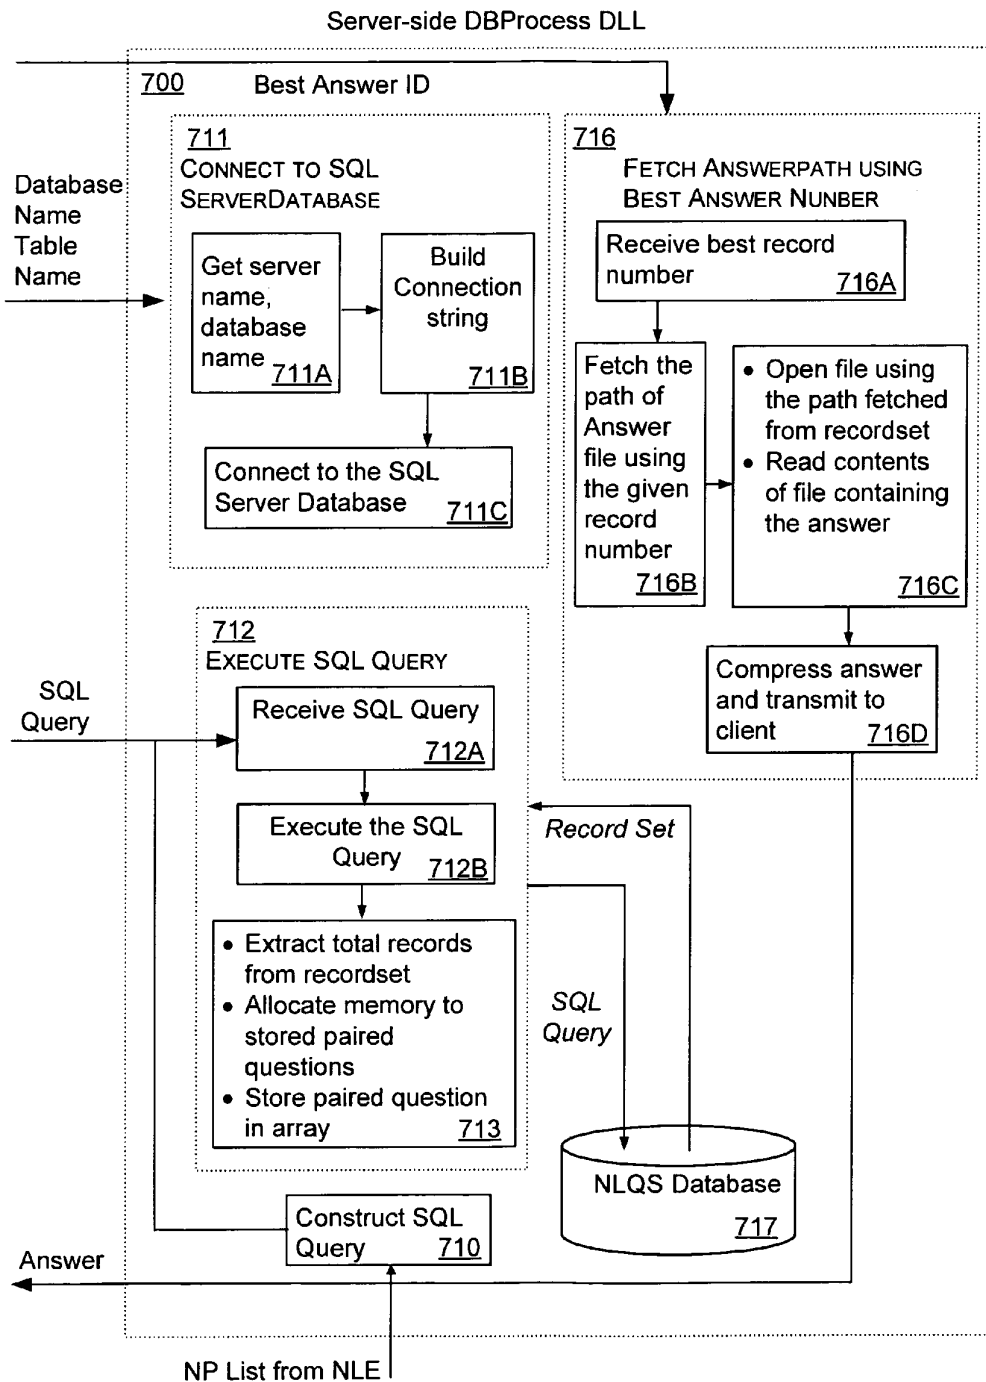 Server-side DBProcess DLL
700
Best Answer ID
711
CONNECT TO SQL
SERVERDATABASE
Database
Name
Table
Name
Get server
name,
database
name
711A
Build
Connection
string
711B
Connect to the SQL
Server Database
711C
716
FETCH ANSWERPATH USING
BEST ANSWER NUNBER
Receive best record
number
716A
Fetch the
path of
Answer
file using
the given
record
number
716B
• Open file using
the path fetched
from recordset
• Read contents
of file containing
the answer
716C
Compress answer
and transmit to
client
716D
712
EXECUTE SQL QUERY
SQL
Query
Receive SQL Query
712A
Execute the SQL
Query
712B
• Extract total records
from recordset
• Allocate memory to
stored paired
questions
• Store paired question
in array
713
Record Set
SQL
Query
NLQS Database
717
Construct SQL
Query
710
Answer
NP List from NLE